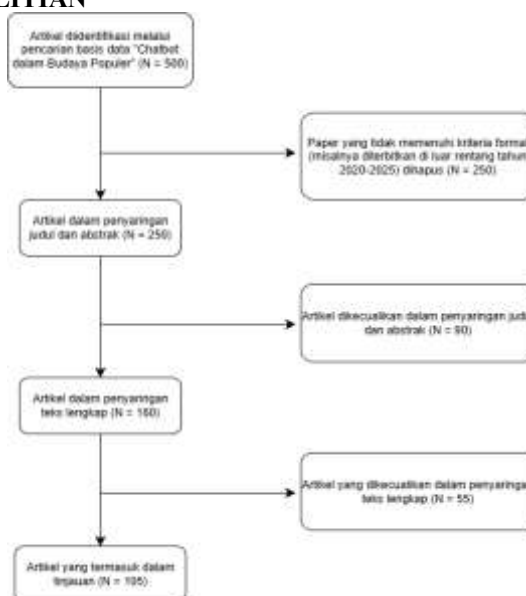 LITIAN
Artikel diidentifikasi melalui
pencarian basis data "Chatbot
dalam Budaya Populer" (N = 500)
Paper yang tidak memenuhi kriteria formal
(misalnya diterbitkan di luar rentang tahun
2020-2025) dihapus (N = 250)
Artikel dalam penyaringan
judul dan abstrak (N = 250)
Artikel dikecualikan dalam penyaringan judu
dan abstrak (N = 90)
Artikel dalam penyaringan
teks lengkap (N = 160)
Artikel yang dikecualikan dalam penyaringa
teks lengkap (N = 55)
Artikel yang termasuk dalam
tinjauan (N = 105)